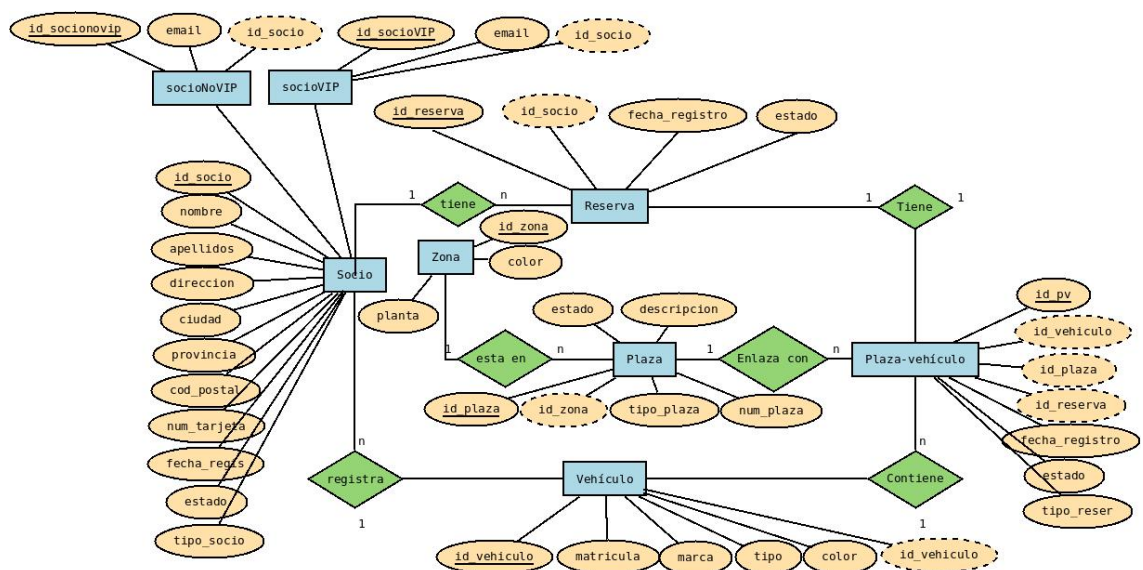 id_socionovip
email
id_socio
id_socioVIP
email
id_socio
socioNoVIP
socioVIP
id_reserva
id_socio
fecha_registro
estado
id_socio
nombre
apellidos
direccion
ciudad
provincia
cod_postal
num_tarjeta
fecha_regis
estado
tipo_socio
Socio
1
tiene
n
Reserva
1
Tiene
1
Zona
id_zona
color
planta
1
esta en
n
estado
descripcion
Plaza
id_plaza
id_zona
tipo_plaza
num_plaza
1
Enlaza con
n
Plaza-vehículo
id_pv
id_vehiculo
id_plaza
id_reserva
fecha_registro
estado
tipo_reser
n
registra
1
Vehículo
n
Contiene
1
id_vehiculo
matricula
marca
tipo
color
id_vehiculo